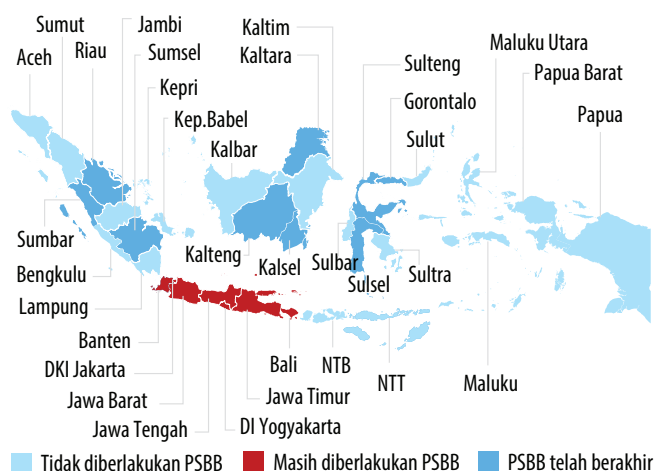 Sumut
Jambi
Kaltim
Aceh
Riau
Sumsel
Kaltara
Sulteng
Maluku Utara
Kepri
Gorontalo
Papua Barat
Kep.Babel
Sulut
Papua
Kalbar
Sumbar
Kalteng
Kalsel
Sulbar
Sultra
Bengkulu
Sulsel
Lampung
Banten
DKI Jakarta
Bali
NTB
NTT
Maluku
Jawa Barat
Jawa Timur
Jawa Tengah
DI Yogyakarta
Tidak diberlakukan PSBB
Masih diberlakukan PSBB
PSBB telah berakhir